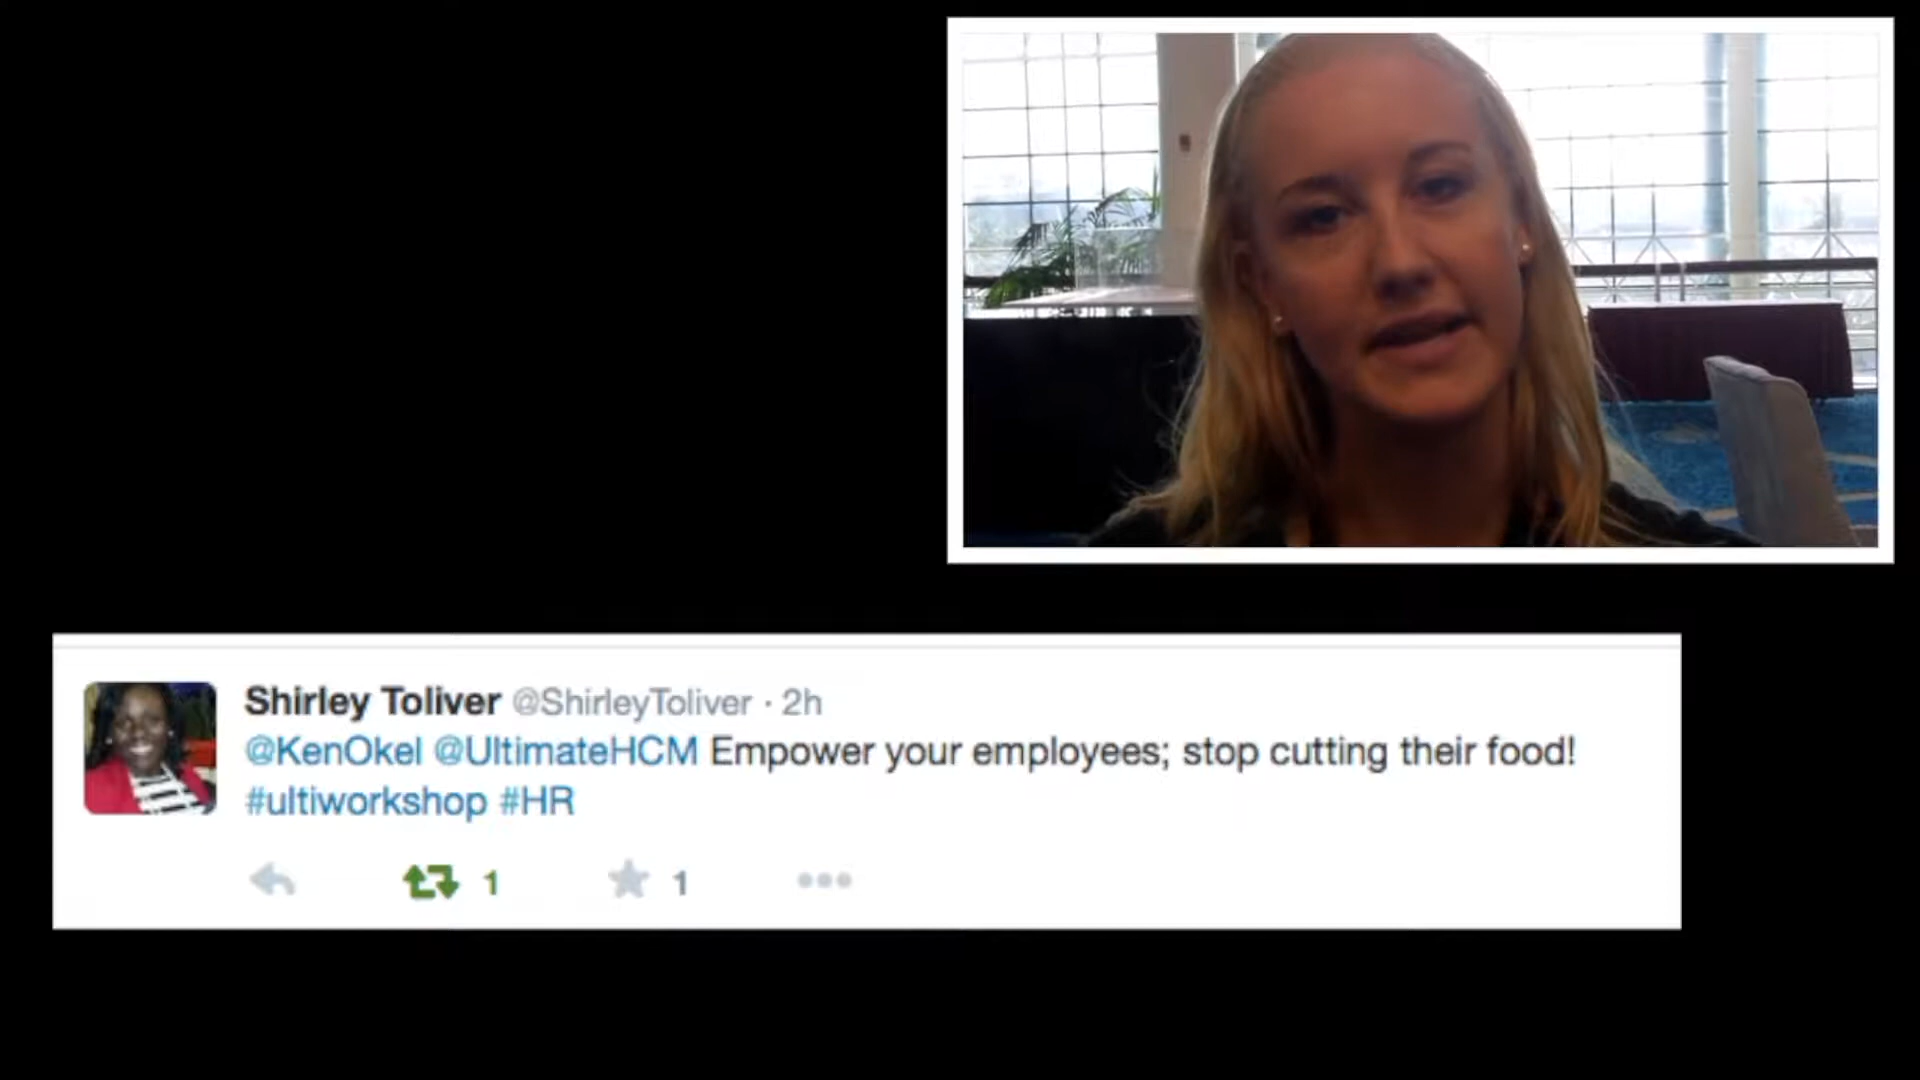 Shirley Toliver @ShirleyToliver · 2h
@KenOkel @UltimateHCM Empower your employees; stop cutting their food!
#ultiworkshop #HR
1 1